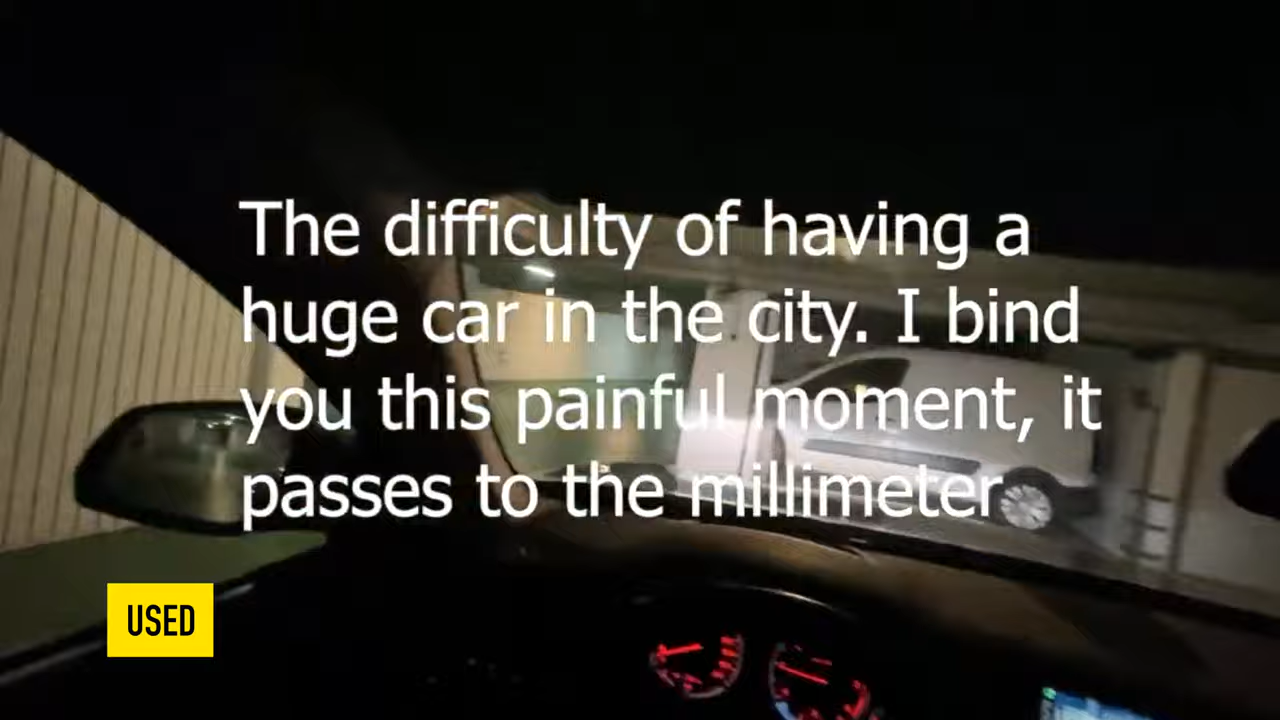 The difficulty of having a
huge car in the city. I bind
you this painful moment, it
passes to the millimeter
USED